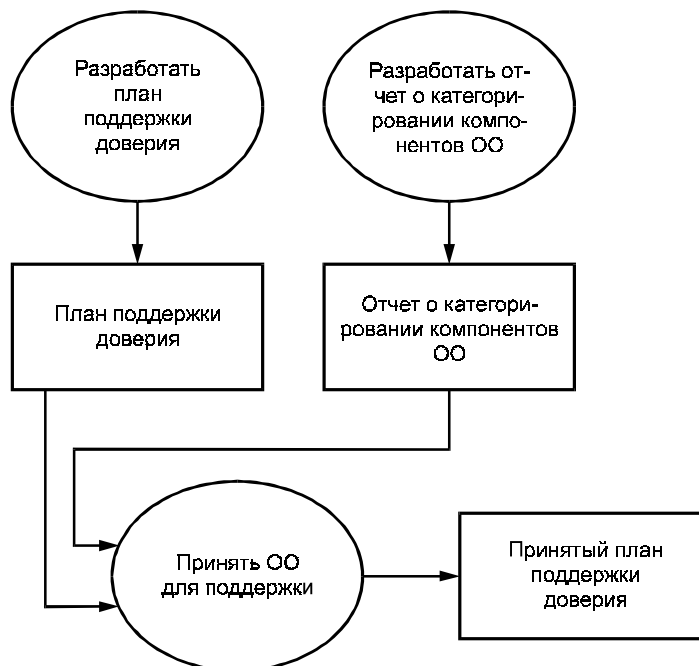 Разработать
план
поддержки
доверия
Разработать от-
чет о категори-
ровании компо-
нентов ОО
План поддержки
доверия
Отчет о категори-
ровании компонентов
ОО
Принять ОО
для поддержки
Принятый план
поддержки
доверия